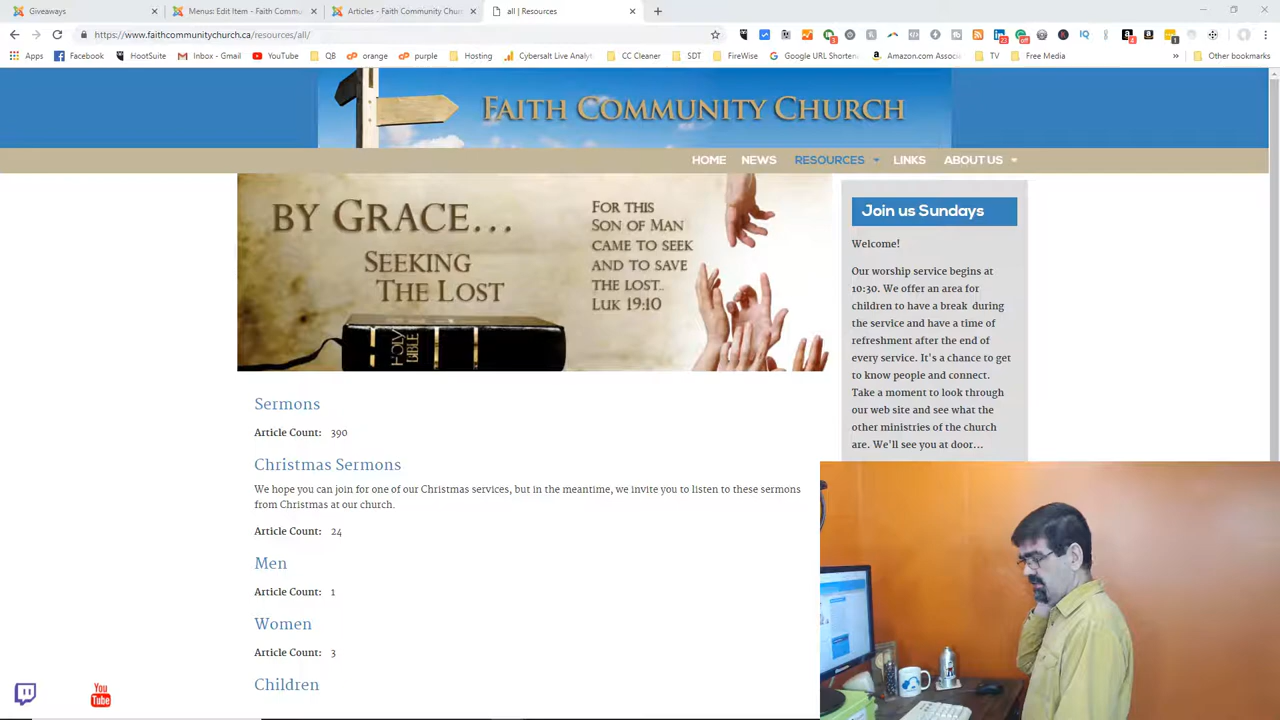 Giveaways
Menus: Edit Item - Faith Commu
Articles - Faith Community Chur
all | Resources
https://www.faithcommunitychurch.ca/resources/all/
Apps
Facebook
HootSuite
Inbox - Gmail
YouTube
QB
orange
purple
Hosting
Cybersalt Live Analy
CC Cleaner
SDT
FireWise
Google URL Shorten
Amazon.com Associ
TV
Free Media
Other bookmarks
FAITH COMMUNITY CHURCH
HOME NEWS RESOURCES LINKS ABOUT US
BY GRACE...
SEEKING
THE LOST
FOR THIS
SON OF MAN
CAME TO SEEK
AND TO SAVE
THE LOST..
LUK 19:10
HOLY BIBLE
Join us Sundays
Welcome!
Our worship service begins at
10:30. We offer an area for
children to have a break during
the service and have a time of
refreshment after the end of
every service. It's a chance to get
to know people and connect.
Take a moment to look through
our web site and see what the
other ministries of the church
are. We'll see you at door...
Sermons
Article Count: 390
Christmas Sermons
We hope you can join for one of our Christmas services, but in the meantime, we invite you to listen to these sermons
from Christmas at our church.
Article Count: 24
Men
Article Count: 1
Women
Article Count: 3
Children
You
Tube